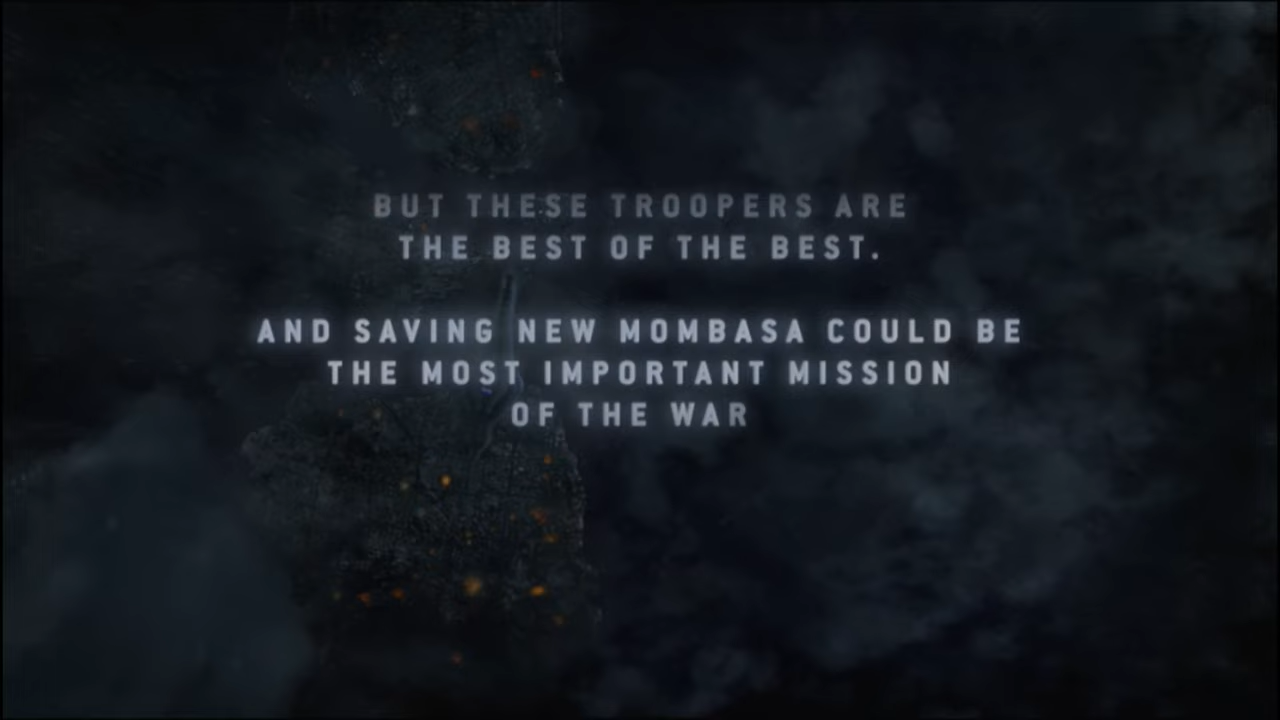 BUT THESE TROOPERS ARE
THE BEST OF THE BEST.
AND SAVING NEW MOMBASA COULD BE
THE MOST IMPORTANT MISSION
OF THE WAR